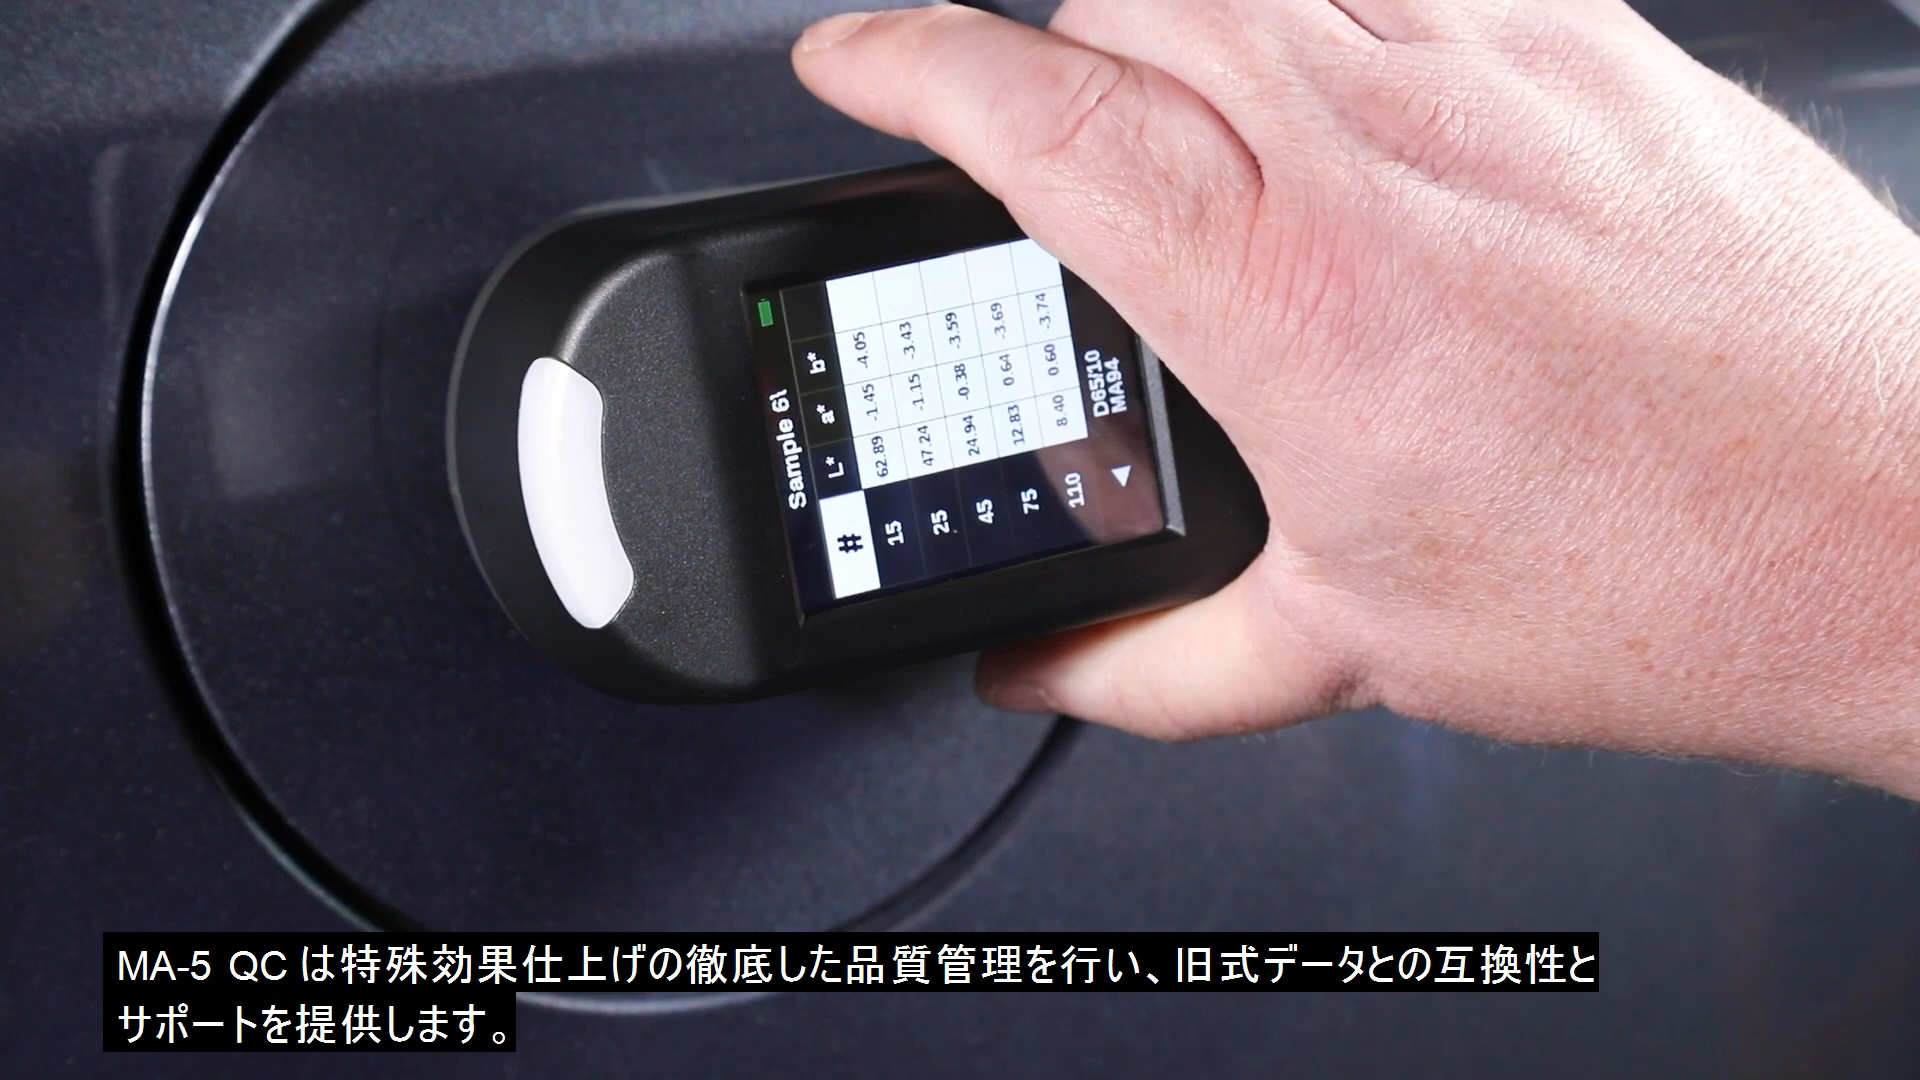 Sample 6l
# L* a* b*
15 62.89 -1.45 -4.05
25 47.24 -1.15 -3.43
45 24.94 -0.38 -3.59
75 12.83 0.64 -3.69
110 8.40 0.60 -3.74
D65/10
MA94
MA-5 QC は特殊効果仕上げの徹底した品質管理を行い、旧式データとの互換性と
サポートを提供します。